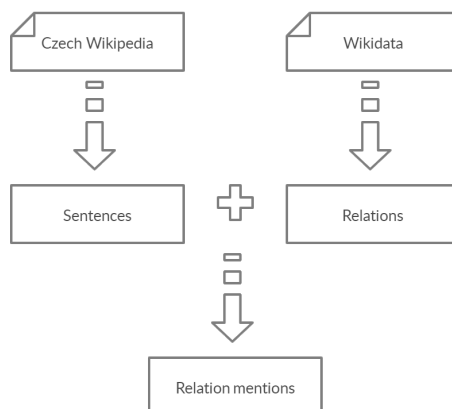 Czech Wikipedia
Wikidata
Sentences
Relations
Relation mentions